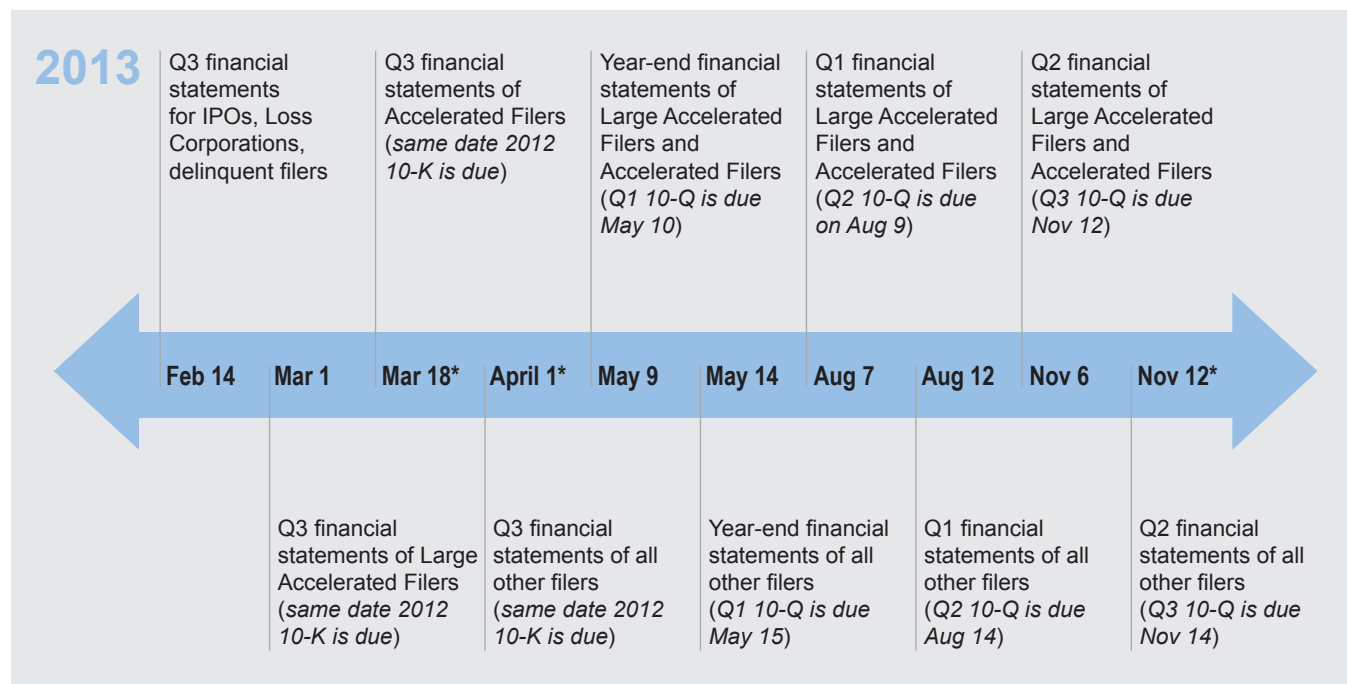 2013
Q3 financial
statements
for IPOs, Loss
Corporations,
delinquent filers
Q3 financial
statements of
Accelerated Filers
(same date 2012
10-K is due)
Year-end financial
statements of
Large Accelerated
Filers and
Accelerated Filers
(Q1 10-Q is due
May 10)
Q1 financial
statements of
Large Accelerated
Filers and
Accelerated Filers
(Q2 10-Q is due
on Aug 9)
Q2 financial
statements of
Large Accelerated
Filers and
Accelerated Filers
(Q3 10-Q is due
Nov 12)
Feb 14 Mar 1 Mar 18* April 1* May 9 May 14 Aug 7 Aug 12 Nov 6 Nov 12*
Q3 financial
statements of Large
Accelerated Filers
(same date 2012
10-K is due)
Q3 financial
statements of all
other filers
(same date 2012
10-K is due)
Year-end financial
statements of all
other filers
(Q1 10-Q is due
May 15)
Q1 financial
statements of all
other filers
(Q2 10-Q is due
Aug 14)
Q2 financial
statements of all
other filers
(Q3 10-Q is due
Nov 14)